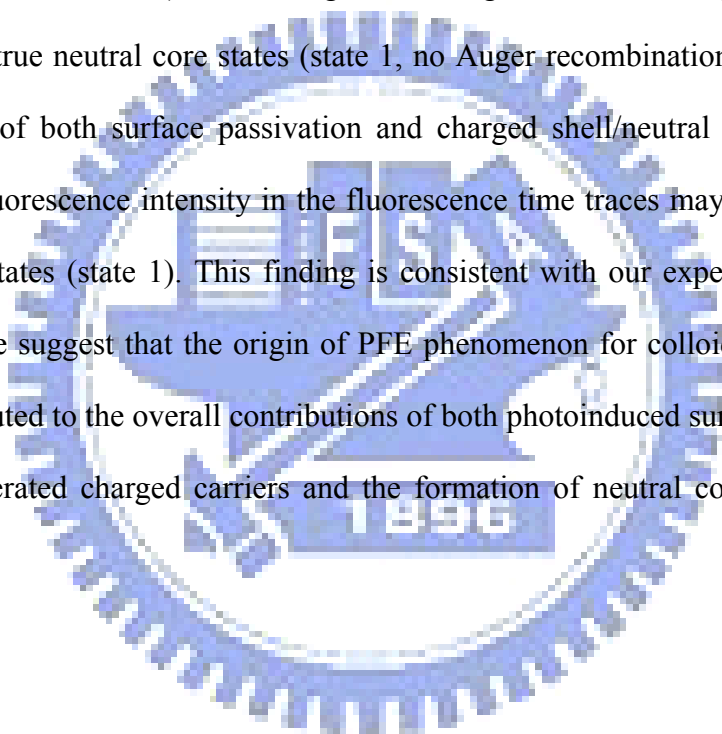 true neutral core states (state 1, no Auger recombination
of both surface passivation and charged shell/neutral
uorescence intensity in the fluorescence time traces may
tates (state 1). This finding is consistent with our expe
e suggest that the origin of PFE phenomenon for colloic
uted to the overall contributions of both photoinduced sur
erated charged carriers and the formation of neutral co
ES
1896